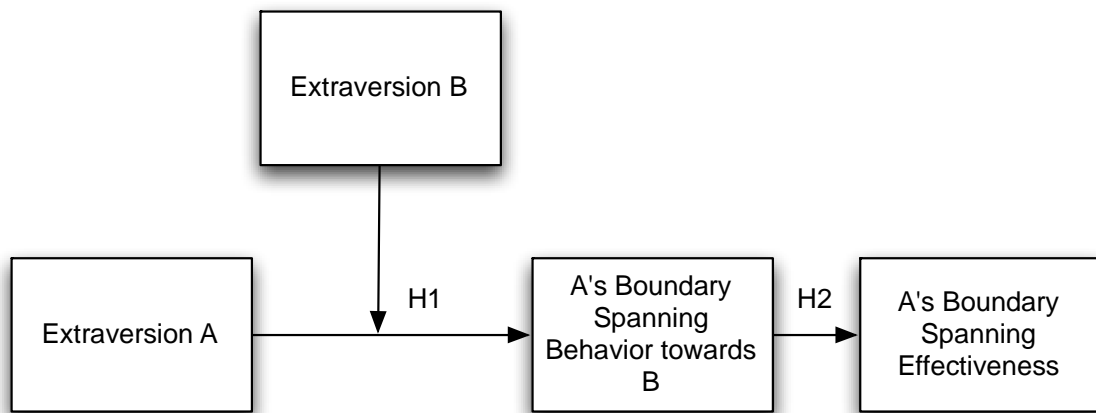 Extraversion B
Extraversion A
H1
A's Boundary
Spanning
Behavior towards
B
H2
A's Boundary
Spanning
Effectiveness